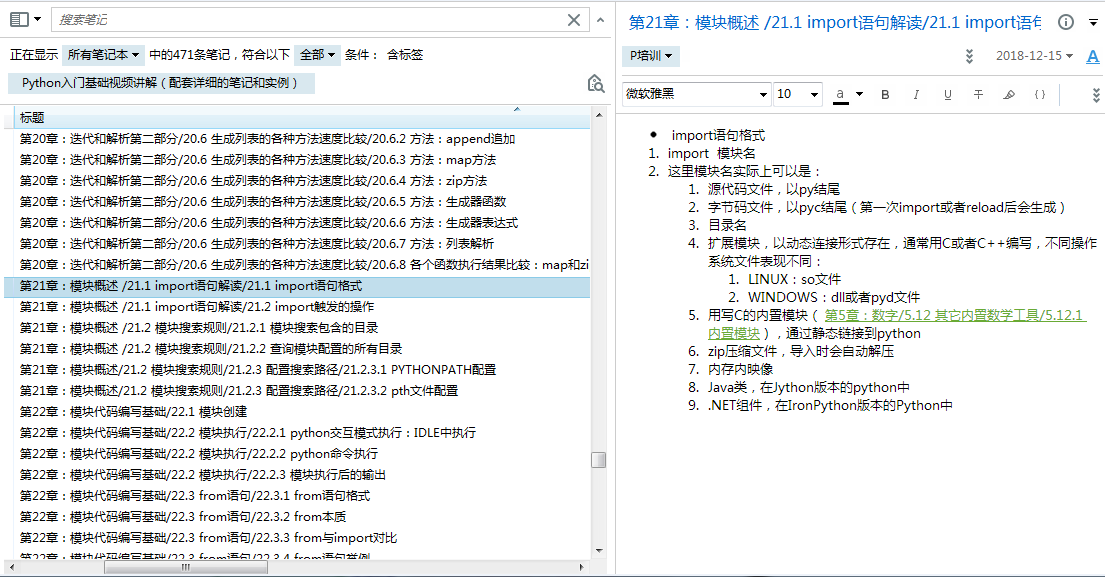 搜索笔记
正在显示 所有笔记本 中的471条笔记，符合以下 全部 条件： 含标签
Python入门基础视频讲解（配套详细的笔记和实例）
标题
第20章：迭代和解析第二部分/20.6 生成列表的各种方法速度比较/20.6.2 方法：append追加
第20章：迭代和解析第二部分/20.6 生成列表的各种方法速度比较/20.6.3 方法：map方法
第20章：迭代和解析第二部分/20.6 生成列表的各种方法速度比较/20.6.4 方法：zip方法
第20章：迭代和解析第二部分/20.6 生成列表的各种方法速度比较/20.6.5 方法：生成器函数
第20章：迭代和解析第二部分/20.6 生成列表的各种方法速度比较/20.6.6 方法：生成器表达式
第20章：迭代和解析第二部分/20.6 生成列表的各种方法速度比较/20.6.7 方法：列表解析
第20章：迭代和解析第二部分/20.6 生成列表的各种方法速度比较/20.6.8 各个函数执行结果比较：map和zi
第21章：模块概述 /21.1 import语句解读/21.1 import语句格式
第21章：模块概述 /21.1 import语句解读/21.2 import触发的操作
第21章：模块概述 /21.2 模块搜索规则/21.2.1 模块搜索包含的目录
第21章：模块概述 /21.2 模块搜索规则/21.2.2 查询模块配置的所有目录
第21章：模块概述/21.2 模块搜索规则/21.2.3 配置搜索路径/21.2.3.1 PYTHONPATH配置
第21章：模块概述/21.2 模块搜索规则/21.2.3 配置搜索路径/21.2.3.2 pth文件配置
第22章：模块代码编写基础/22.1 模块创建
第22章：模块代码编写基础/22.2 模块执行/22.2.1 python交互模式执行：IDLE中执行
第22章：模块代码编写基础/22.2 模块执行/22.2.2 python命令执行
第22章：模块代码编写基础/22.2 模块执行/22.2.3 模块执行后的输出
第22章：模块代码编写基础/22.3 from语句/22.3.1 from语句格式
第22章：模块代码编写基础/22.3 from语句/22.3.2 from本质
第22章：模块代码编写基础/22.3 from语句/22.3.3 from与import对比
第22章：模块代码编写基础/22.3 from语句/22.3.4 from语句举例
第21章：模块概述 /21.1 import语句解读/21.1 import语句
P培训 2018-12-15 A
微软雅黑 10 a B I U T {}
• import语句格式
1. import 模块名
2. 这里模块名实际上可以是：
1. 源代码文件，以py结尾
2. 字节码文件，以pyc结尾（第一次import或者reload后会生成）
3. 目录名
4. 扩展模块，以动态连接形式存在，通常用C或者C++编写，不同操作
系统文件表现不同：
1. LINUX：so文件
2. WINDOWS：dll或者pyd文件
5. 用写C的内置模块（ 第5章：数字/5.12 其它内置数学工具/5.12.1
内置模块），通过静态链接到python
6. zip压缩文件，导入时会自动解压
7. 内存内映像
8. Java类，在Jython版本的python中
9. .NET组件，在IronPython版本的Python中